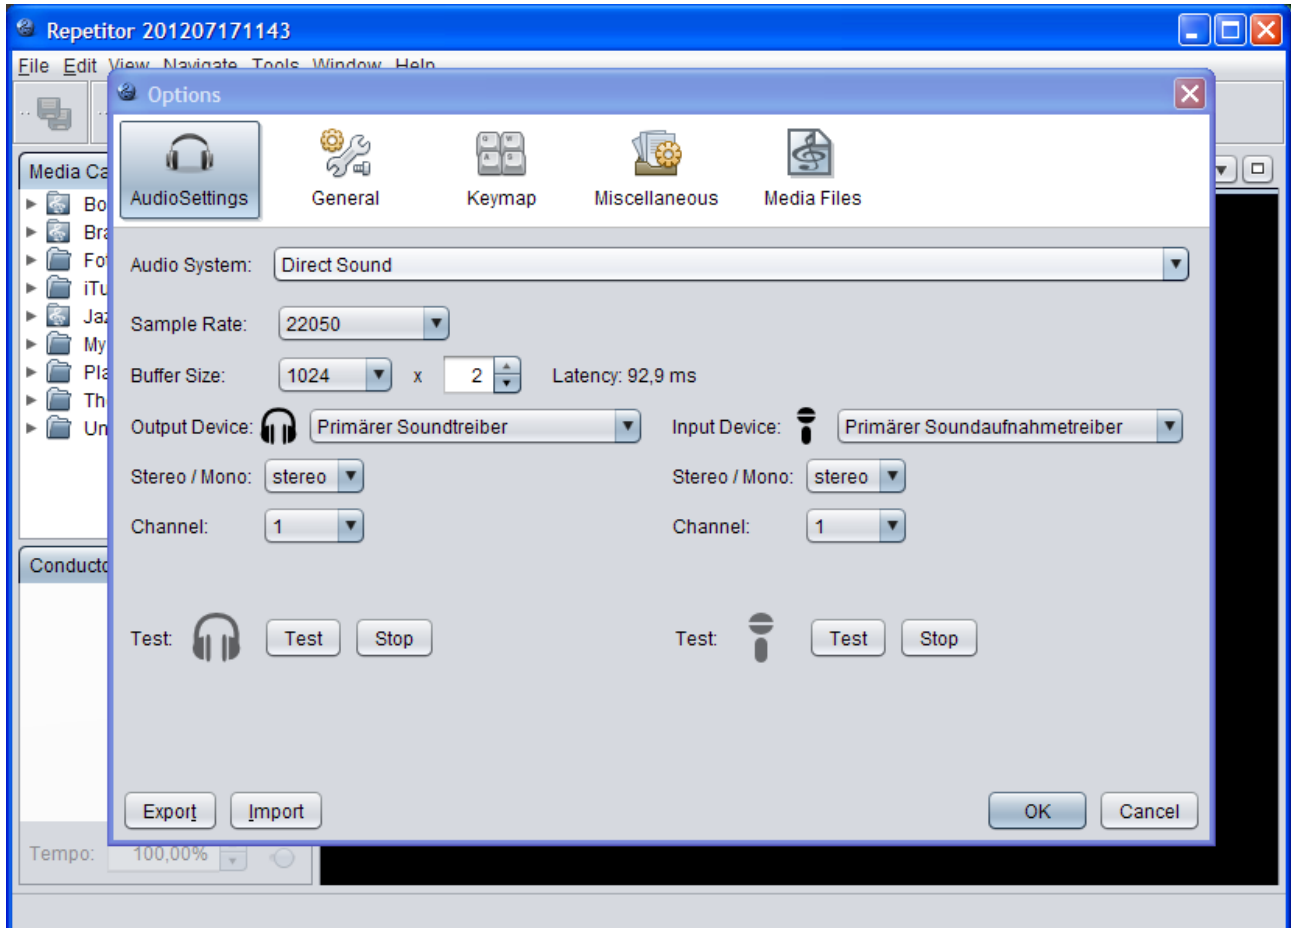 Repetitor 201207171143
File Edit View Navigate Tools Window Help
Options
AudioSettings General Keymap Miscellaneous Media Files
Media Ca
Bo
Bra
Fot
iTu
Jaz
My
Pla
Th
Un
Audio System: Direct Sound
Sample Rate: 22050
Buffer Size: 1024 x 2 Latency: 92,9 ms
Output Device: Primärer Soundtreiber Input Device: Primärer Soundaufnahmetreiber
Stereo / Mono: stereo Stereo / Mono: stereo
Channel: 1 Channel: 1
Conducto
Test: Test Stop Test: Test Stop
Export Import OK Cancel
Tempo: 100,00%